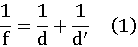 1/f = 1/d + 1/d′ (1)